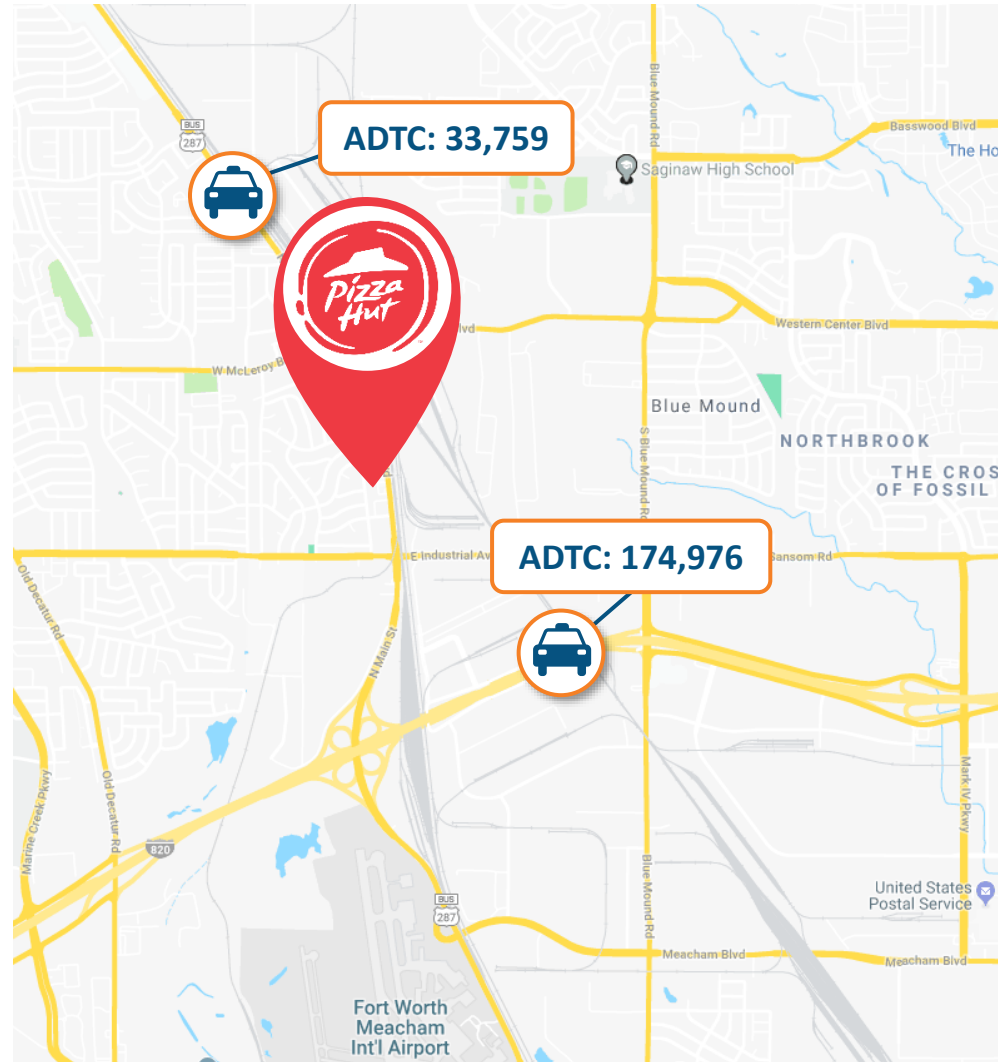 BUS
287
ADTC: 33,759
Blue Mound Rd
Basswood Blvd
The Ho
Saginaw High School
Pizza
Hut
lvd
Western Center Blvd
W McLeroy B
Blue Mound
NORTHBROOK
THE CROS
OF FOSSIL
S Blue Mound Rd
d
E Industrial Av
ADTC: 174,976
Sansom Rd
Old Decatur Rd
N Main St
Marine Creek Pkwy
Old Decatur Rd
820
Mark IV Pkwy
Blue Mound Rd
United States
Postal Service
BUS
287
Meacham Blvd
Meacham Blvd
Fort Worth
Meacham
Int'l Airport